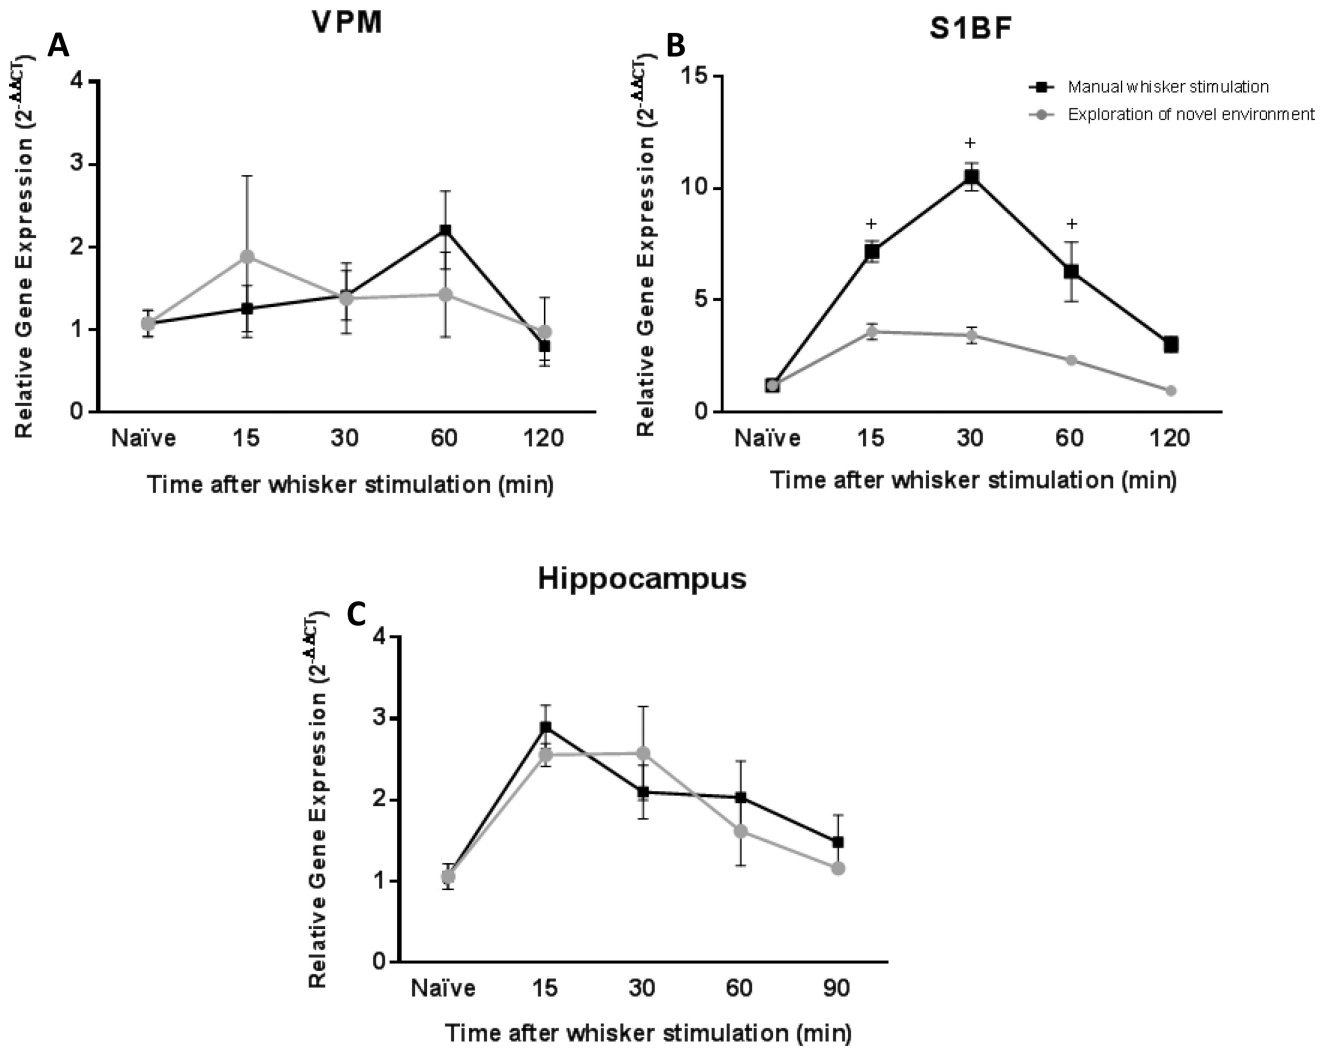 VPM
A
Relative Gene Expression (2-ΔΔCT)
4
3
2
1
0
Naïve 15 30 60 120
Time after whisker stimulation (min)
S1BF
B
Relative Gene Expression (2-ΔΔCT)
15
10
5
0
Manual whisker stimulation
Exploration of novel environment
+
+ +
Naïve 15 30 60 120
Time after whisker stimulation (min)
Hippocampus
C
Relative Gene Expression (2-ΔΔCT)
4
3
2
1
0
Naïve 15 30 60 90
Time after whisker stimulation (min)